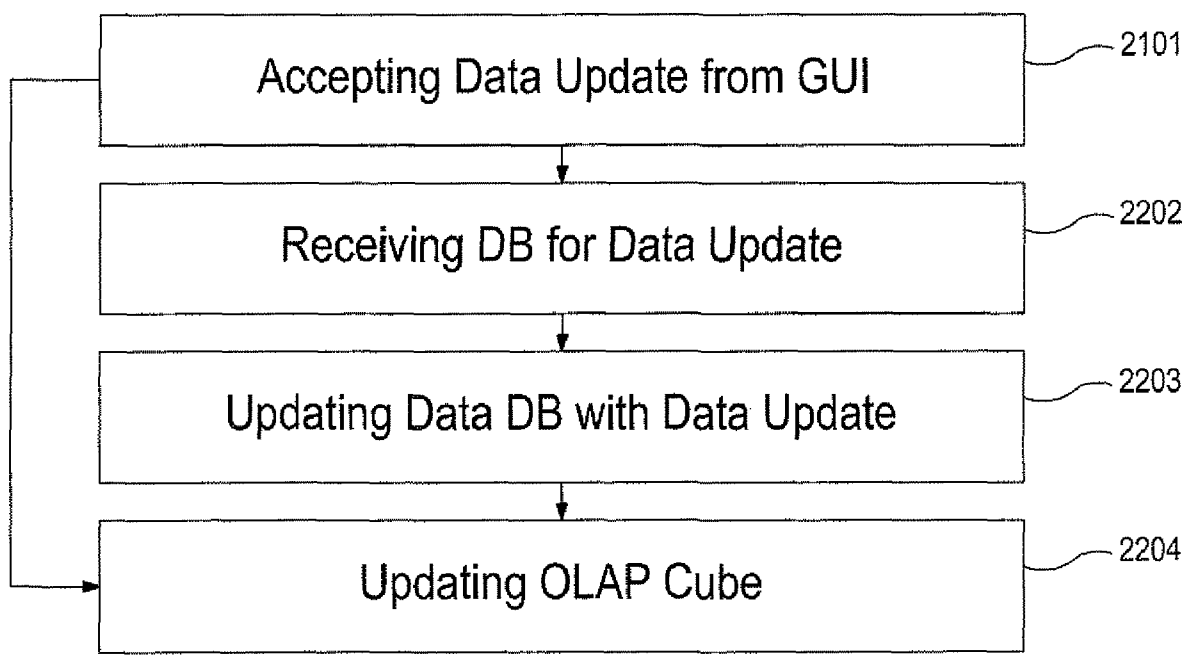 Accepting Data Update from GUI
2101
Receiving DB for Data Update
2202
Updating Data DB with Data Update
2203
Updating OLAP Cube
2204